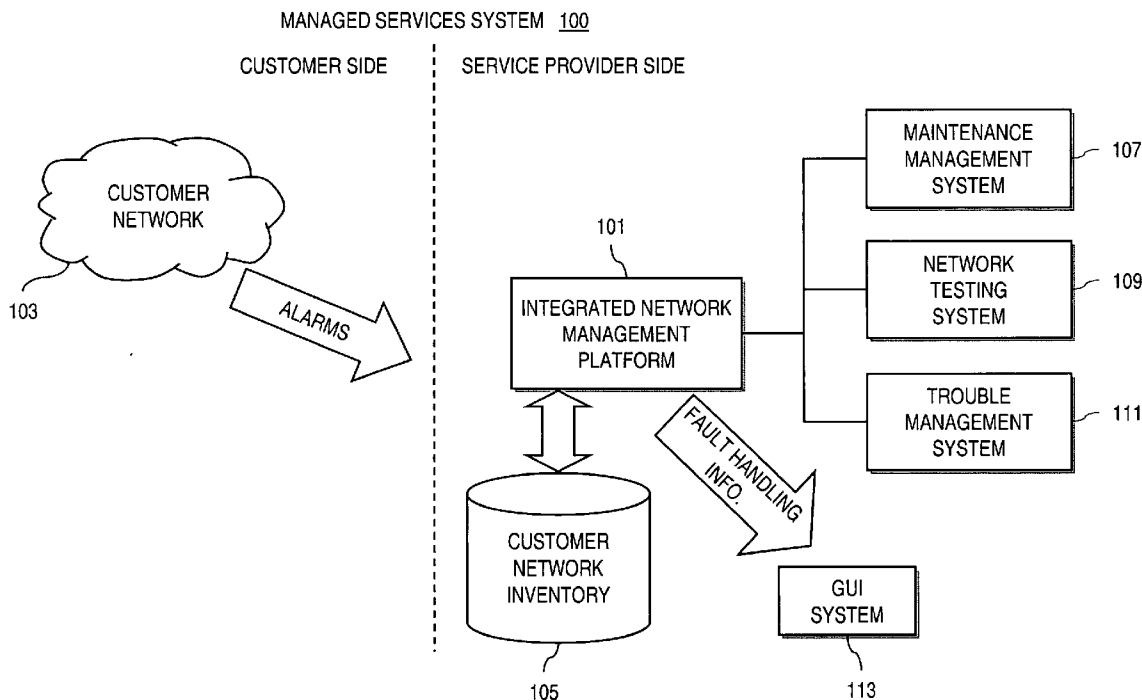 MANAGED SERVICES SYSTEM 100
CUSTOMER SIDE
SERVICE PROVIDER SIDE
CUSTOMER
NETWORK
103
ALARMS
101
INTEGRATED NETWORK
MANAGEMENT
PLATFORM
MAINTENANCE
MANAGEMENT
SYSTEM
107
NETWORK
TESTING
SYSTEM
109
TROUBLE
MANAGEMENT
SYSTEM
111
FAULT HANDLING
INFO.
CUSTOMER
NETWORK
INVENTORY
105
GUI
SYSTEM
113